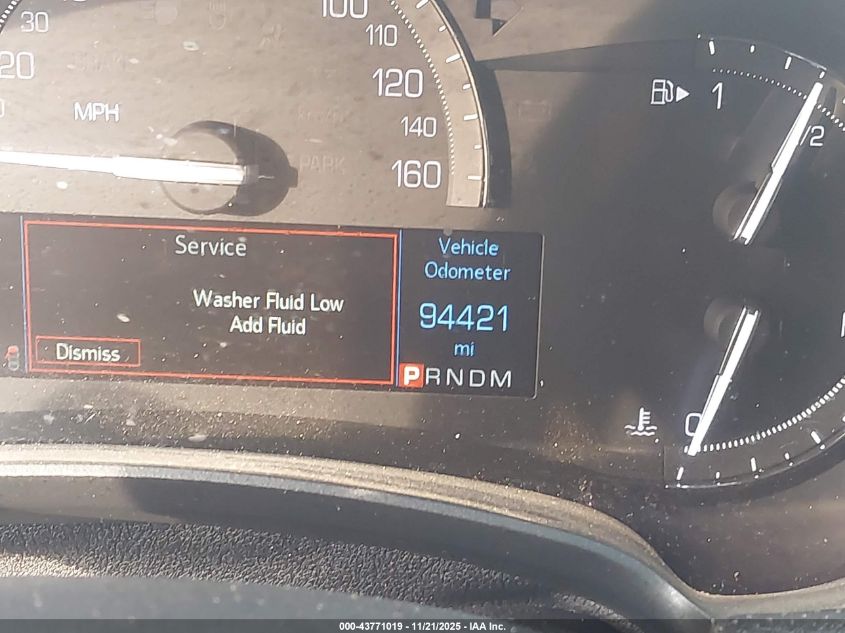 30
20
MPH
100
110
120
140
160
PARK
1
/2
Service
Washer Fluid Low
Add Fluid
Dismiss
Vehicle
Odometer
94421
mi
PRNDM
000-43771019 - 11/21/2025 - IAA Inc.